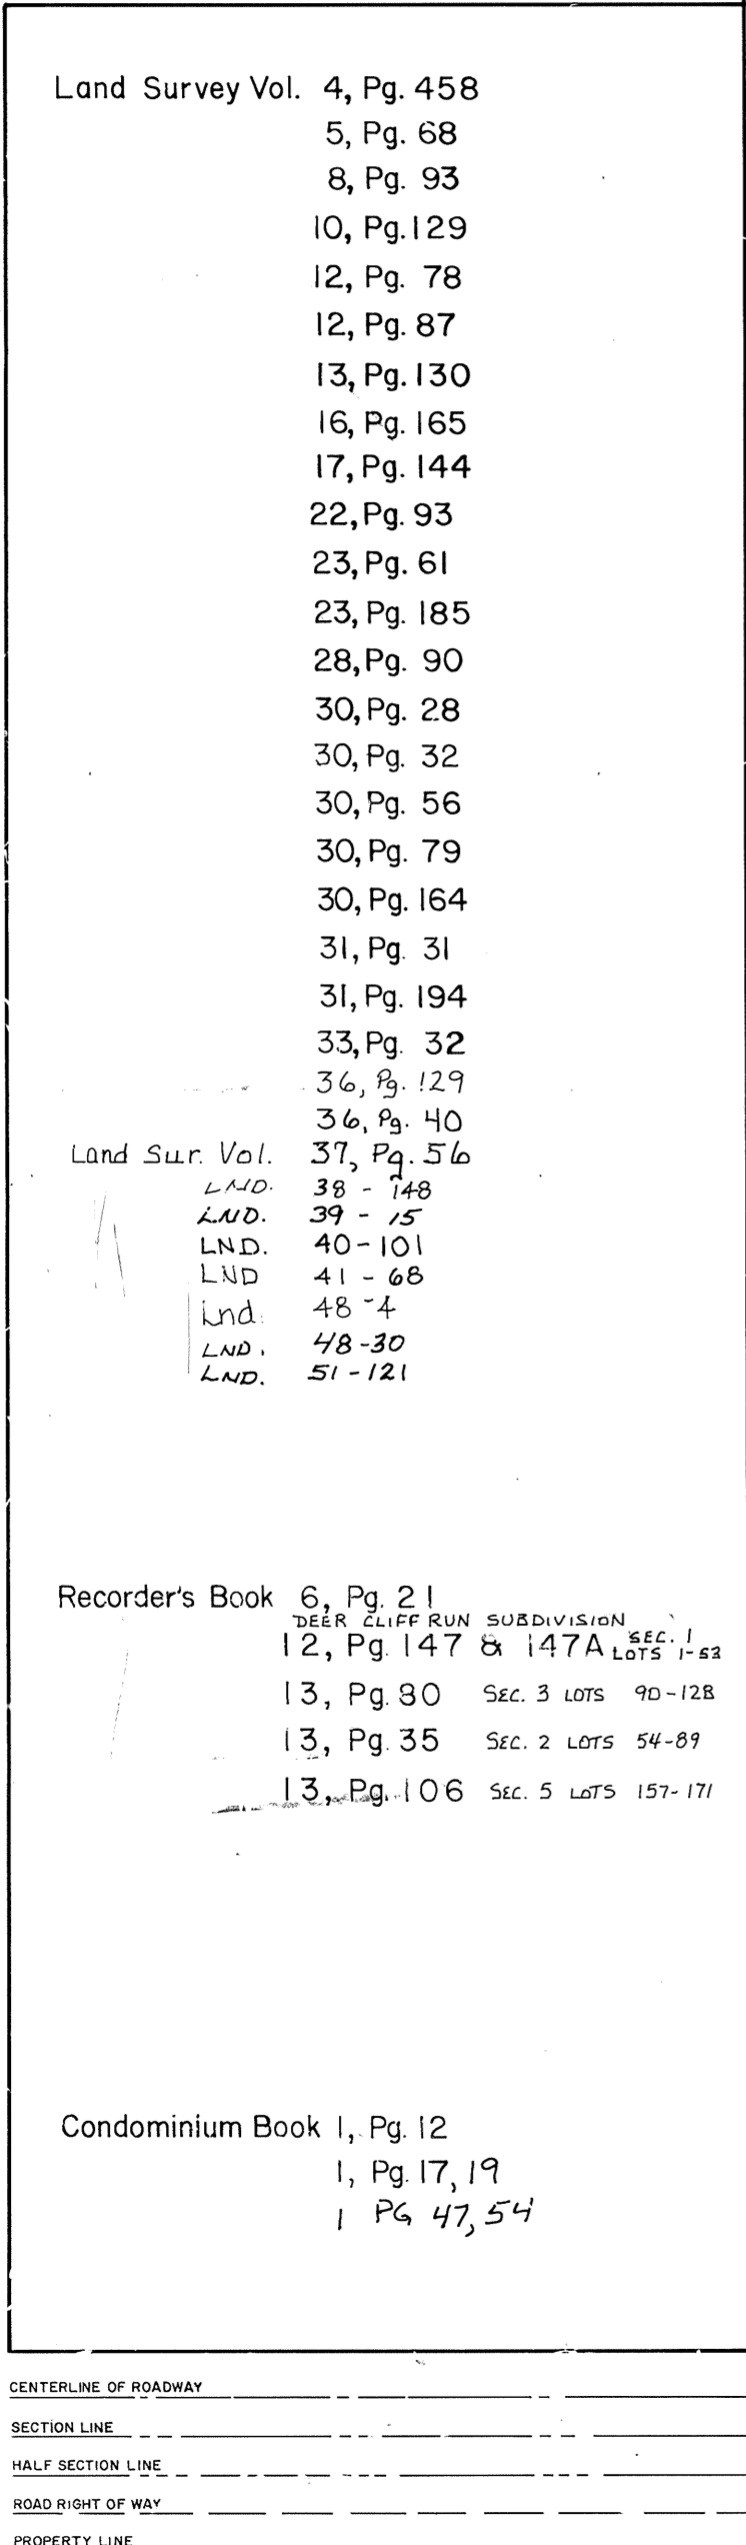 Land Survey Vol. 4, Pg. 458
5, Pg. 68
8, Pg. 93
10, Pg. 129
12, Pg. 78
12, Pg. 87
13, Pg. 130
16, Pg. 165
17, Pg. 144
22, Pg. 93
23, Pg. 61
23, Pg. 185
28, Pg. 90
30, Pg. 28
30, Pg. 32
30, Pg. 56
30, Pg. 79
30, Pg. 164
31, Pg. 31
31, Pg. 194
33, Pg. 32
36, Pg. 129
36, Pg. 40
Land Sur. Vol. 37, Pg. 56
LND. 38 - 148
LND. 39 - 15
LND. 40 - 101
LND 41 - 68
Lnd. 48 - 4
LND. 48 - 30
LND. 51 - 121
Recorder's Book 6, Pg. 21
DEER CLIFF RUN SUBDIVISION
12, Pg. 147 & 147A SEC. 1 LOTS 1-53
13, Pg. 80 SEC. 3 LOTS 90-128
13, Pg. 35 SEC. 2 LOTS 54-89
13, Pg. 106 SEC. 5 LOTS 157-171
Condominium Book 1, Pg. 12
1, Pg. 17, 19
1 PG 47, 54
CENTERLINE OF ROADWAY
SECTION LINE
HALF SECTION LINE
ROAD RIGHT OF WAY
PROPERTY LINE